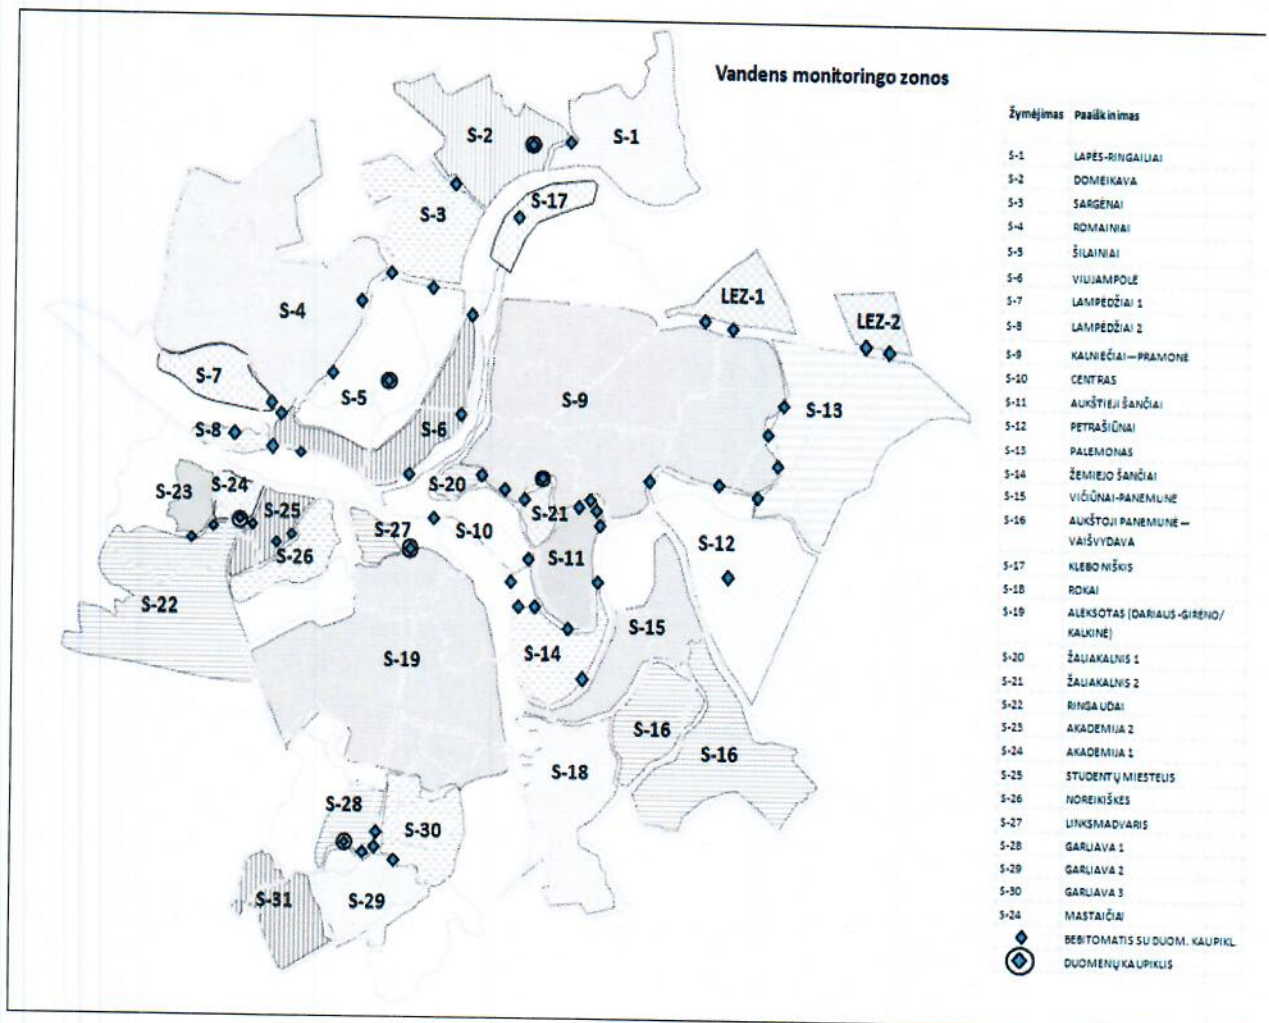 Vandens monitoringo zonos
Žymėjimas Paaiškinimas
S-1 LAPĖS-RINGAILIAI
S-2 DOMEIKAVA
S-3 SARGĖNAI
S-4 ROMAINIAI
S-5 ŠILAINIAI
S-6 VILIJAMPOLĖ
S-7 LAMPĖDŽIAI 1
S-8 LAMPĖDŽIAI 2
S-9 KALNIEČIAI—PRAMONĖ
S-10 CENTRAS
S-11 AUKŠTIEJI ŠANČIAI
S-12 PETRAŠIŪNAI
S-13 PALEMONAS
S-14 ŽEMIEJO ŠANČIAI
S-15 VIČIŪNAI-PANEMUNĖ
S-16 AUKŠTOJI PANEMUNĖ—
VAIŠVYDAVA
S-17 KLEBONIŠKIS
S-18 ROKAI
S-19 ALEKSOTAS (DARIAUS-GIRĖNO/
KALKINĖ)
S-20 ŽALIAKALNIS 1
S-21 ŽALIAKALNIS 2
S-22 RINGAUDAI
S-23 AKADEMIJA 2
S-24 AKADEMIJA 1
S-25 STUDENTŲ MIESTELIS
S-26 NOREIKIŠKĖS
S-27 LINKSMADVARIS
S-28 GARLIAVA 1
S-29 GARLIAVA 2
S-30 GARLIAVA 3
S-24 MASTAIČIAI
BEBITOMATIS SU DUOM. KAUPIKL.
DUOMENŲ KAUPIKLIS
S-2
S-1
S-17
S-3
LEZ-1
S-4
LEZ-2
S-7
S-5
S-9
S-13
S-8
S-6
S-23
S-24
S-20
S-25
S-27
S-10
S-21
S-26
S-11
S-12
S-22
S-15
S-19
S-14
S-16
S-16
S-18
S-28
S-30
S-31
S-29